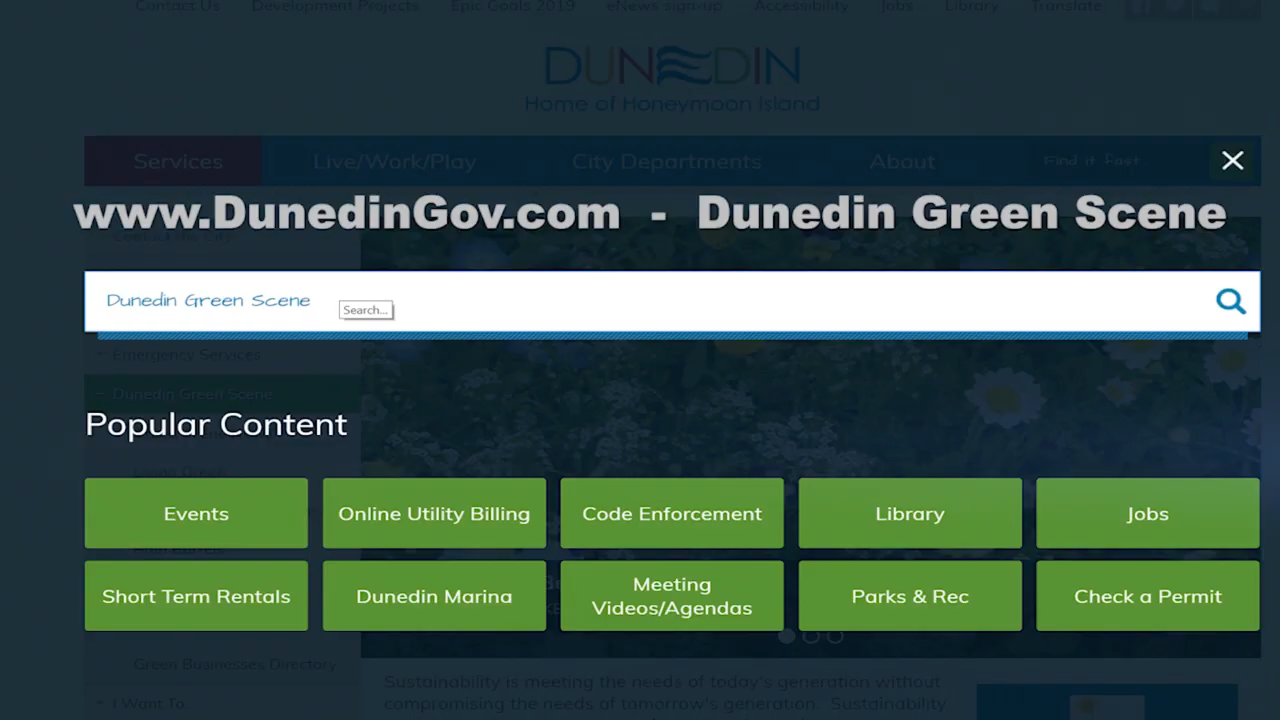 Contact Us Development Projects Epic Goals 2019 eNews sign-up Accessibility Jobs Library Translate
DUNEDIN
Home of Honeymoon Island
Services Live/Work/Play City Departments About Find it Fast
www.DunedinGov.com - Dunedin Green Scene
Dunedin Green Scene
Search...
Emergency Services
Dunedin Green Scene
Popular Content
Events Online Utility Billing Code Enforcement Library Jobs
Short Term Rentals Dunedin Marina Meeting Videos/Agendas Parks & Rec Check a Permit
Green Businesses Directory
Sustainability is meeting the needs of today's generation without
I Want To
compromising the needs of tomorrow's generation. Sustainability